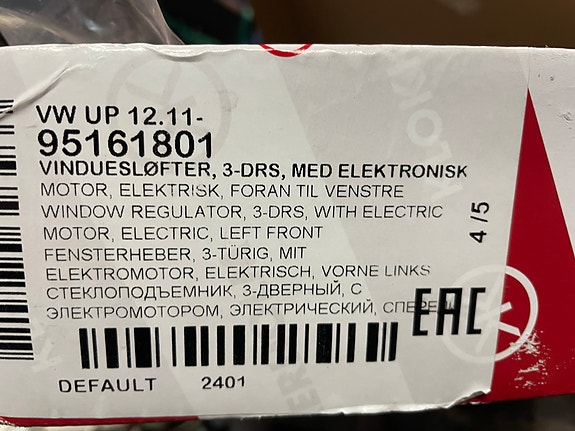 VW UP 12.11-
95161801
VINDUESLØFTER, 3-DRS, MED ELEKTRONISK
MOTOR, ELEKTRISK, FORAN TIL VENSTRE
WINDOW REGULATOR, 3-DRS, WITH ELECTRIC
MOTOR, ELECTRIC, LEFT FRONT
FENSTERHEBER, 3-TÜRIG, MIT
ELEKTROMOTOR, ELEKTRISCH, VORNE LINKS
СТЕКЛОПОДЪЕМНИК, 3-ДВЕРНЫЙ, С
ЭЛЕКТРОМОТОРОМ, ЭЛЕКТРИЧЕСКИЙ,
4/5
EAC
DEFAULT 2401
KLOKK